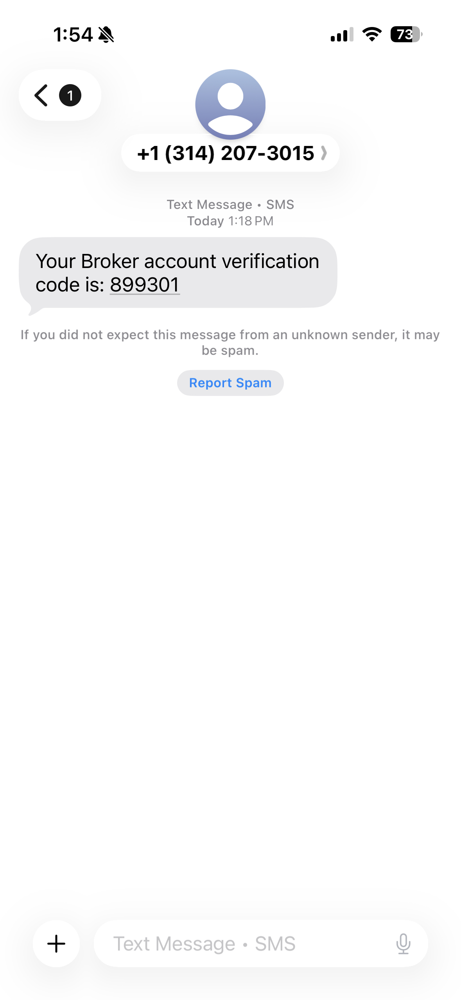 1:54
73
1
+1 (314) 207-3015
Text Message • SMS
Today 1:18 PM
Your Broker account verification
code is: 899301
If you did not expect this message from an unknown sender, it may
be spam.
Report Spam
Text Message • SMS